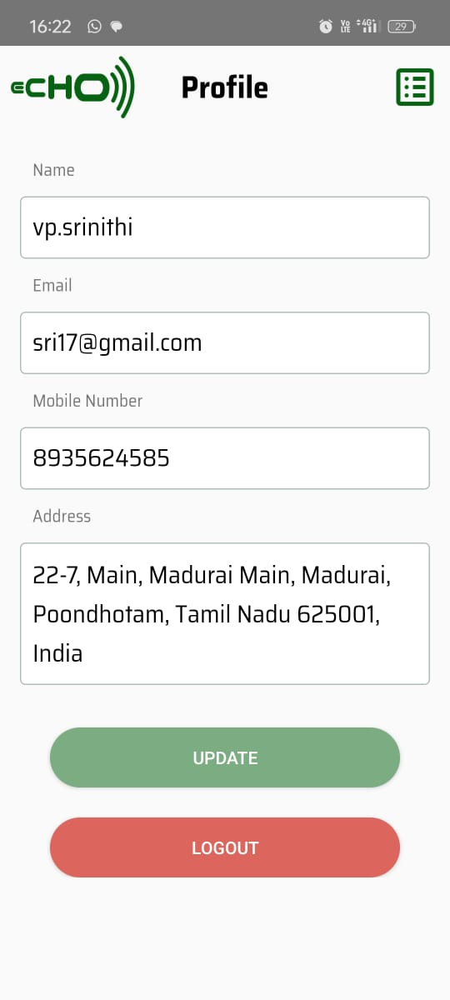 16:22
Vo LTE 4G+ 29
eCHO
Profile
Name
vp.srinithi
Email
sri17@gmail.com
Mobile Number
8935624585
Address
22-7, Main, Madurai Main, Madurai,
Poondhotam, Tamil Nadu 625001,
India
UPDATE
LOGOUT